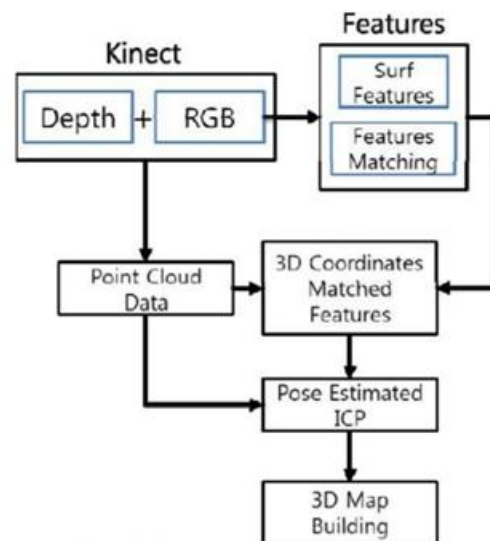 Kinect
Depth + RGB
Features
Surf
Features
Features
Matching
Point Cloud
Data
3D Coordinates
Matched
Features
Pose Estimated
ICP
3D Map
Building